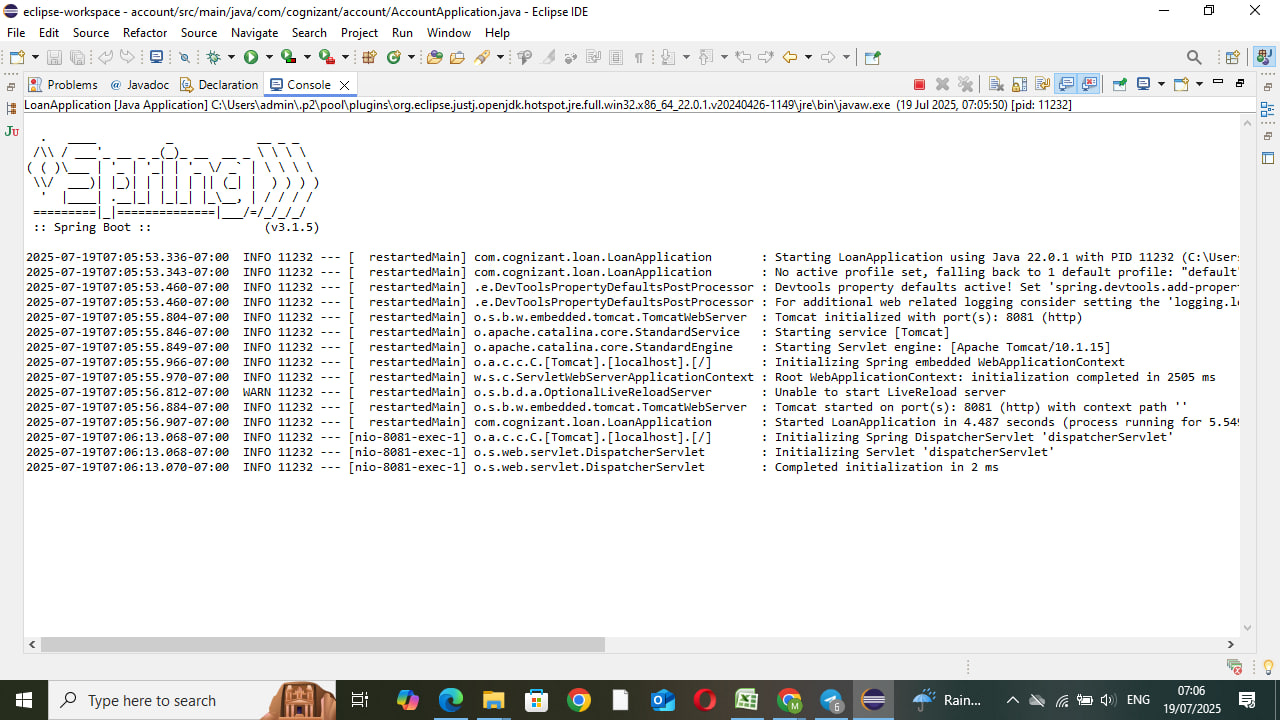 eclipse-workspace - account/src/main/java/com/cognizant/account/AccountApplication.java - Eclipse IDE
File Edit Source Refactor Source Navigate Search Project Run Window Help
Problems @ Javadoc Declaration Console
LoanApplication [Java Application] C:\Users\admin\.p2\pool\plugins\org.eclipse.justj.openjdk.hotspot.jre.full.win32.x86_64_22.0.1.v20240426-1149\jre\bin\javaw.exe (19 Jul 2025, 07:05:50) [pid: 11232]
Spring
:: Spring Boot :: (v3.1.5)
2025-07-19T07:05:53.336-07:00 INFO 11232 --- [ restartedMain] com.cognizant.loan.LoanApplication : Starting LoanApplication using Java 22.0.1 with PID 11232 (C:\Users
2025-07-19T07:05:53.343-07:00 INFO 11232 --- [ restartedMain] com.cognizant.loan.LoanApplication : No active profile set, falling back to 1 default profile: "default"
2025-07-19T07:05:53.460-07:00 INFO 11232 --- [ restartedMain] .e.DevToolsPropertyDefaultsPostProcessor : Devtools property defaults active! Set 'spring.devtools.add-proper
2025-07-19T07:05:53.460-07:00 INFO 11232 --- [ restartedMain] .e.DevToolsPropertyDefaultsPostProcessor : For additional web related logging consider setting the 'logging.le
2025-07-19T07:05:55.804-07:00 INFO 11232 --- [ restartedMain] o.s.b.w.embedded.tomcat.TomcatWebServer : Tomcat initialized with port(s): 8081 (http)
2025-07-19T07:05:55.846-07:00 INFO 11232 --- [ restartedMain] o.apache.catalina.core.StandardService : Starting service [Tomcat]
2025-07-19T07:05:55.849-07:00 INFO 11232 --- [ restartedMain] o.apache.catalina.core.StandardEngine : Starting Servlet engine: [Apache Tomcat/10.1.15]
2025-07-19T07:05:55.966-07:00 INFO 11232 --- [ restartedMain] o.a.c.c.C.[Tomcat].[localhost].[/] : Initializing Spring embedded WebApplicationContext
2025-07-19T07:05:55.970-07:00 INFO 11232 --- [ restartedMain] w.s.c.ServletWebServerApplicationContext : Root WebApplicationContext: initialization completed in 2505 ms
2025-07-19T07:05:56.812-07:00 WARN 11232 --- [ restartedMain] o.s.b.d.a.OptionalLiveReloadServer : Unable to start LiveReload server
2025-07-19T07:05:56.884-07:00 INFO 11232 --- [ restartedMain] o.s.b.w.embedded.tomcat.TomcatWebServer : Tomcat started on port(s): 8081 (http) with context path ''
2025-07-19T07:05:56.907-07:00 INFO 11232 --- [ restartedMain] com.cognizant.loan.LoanApplication : Started LoanApplication in 4.487 seconds (process running for 5.549
2025-07-19T07:06:13.068-07:00 INFO 11232 --- [nio-8081-exec-1] o.a.c.c.C.[Tomcat].[localhost].[/] : Initializing Spring DispatcherServlet 'dispatcherServlet'
2025-07-19T07:06:13.068-07:00 INFO 11232 --- [nio-8081-exec-1] o.s.web.servlet.DispatcherServlet : Initializing Servlet 'dispatcherServlet'
2025-07-19T07:06:13.070-07:00 INFO 11232 --- [nio-8081-exec-1] o.s.web.servlet.DispatcherServlet : Completed initialization in 2 ms
Type here to search
Rain...
ENG
07:06
19/07/2025